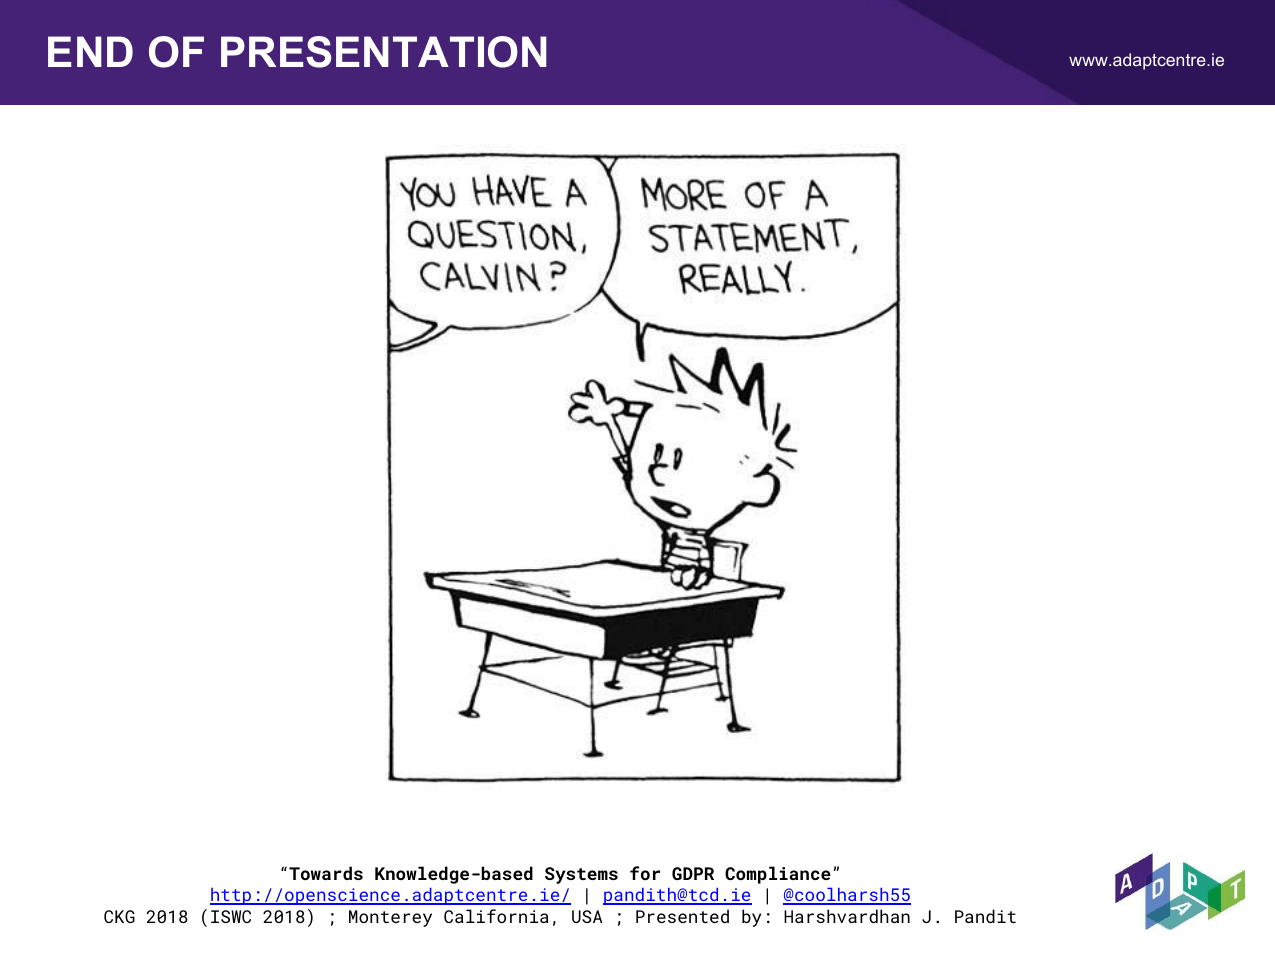 END OF PRESENTATION
www.adaptcentre.ie
YOU HAVE A
QUESTION,
CALVIN?
MORE OF A
STATEMENT,
REALLY.
“Towards Knowledge-based Systems for GDPR Compliance”
http://openscience.adaptcentre.ie/ | pandith@tcd.ie | @coolharsh55
CKG 2018 (ISWC 2018) ; Monterey California, USA ; Presented by: Harshvardhan J. Pandit
ADAPT